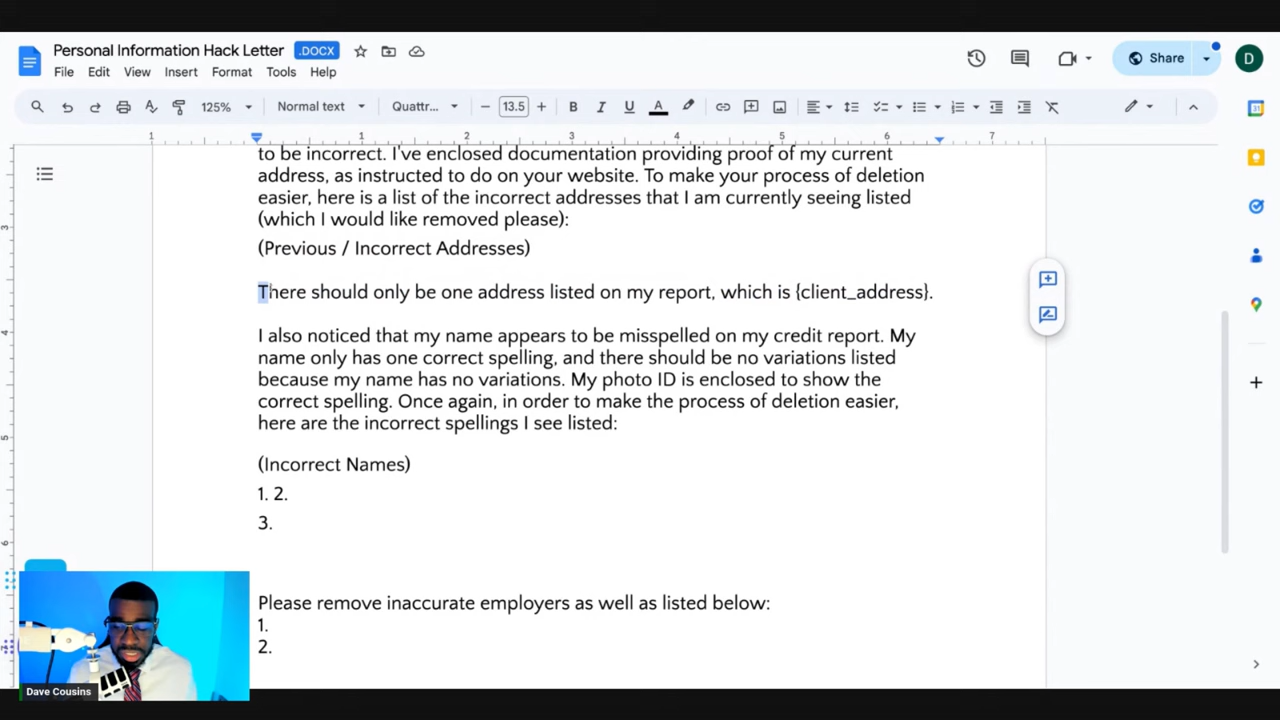 Personal Information Hack Letter .DOCX
File Edit View Insert Format Tools Help
Share
D
125% Normal text Quattr... 13.5
1 1 2 3 4 5 6 7
to be incorrect. I've enclosed documentation providing proof of my current
address, as instructed to do on your website. To make your process of deletion
easier, here is a list of the incorrect addresses that I am currently seeing listed
(which I would like removed please):
(Previous / Incorrect Addresses)
There should only be one address listed on my report, which is {client_address}.
I also noticed that my name appears to be misspelled on my credit report. My
name only has one correct spelling, and there should be no variations listed
because my name has no variations. My photo ID is enclosed to show the
correct spelling. Once again, in order to make the process of deletion easier,
here are the incorrect spellings I see listed:
(Incorrect Names)
1. 2.
3.
Please remove inaccurate employers as well as listed below:
1.
2.
Dave Cousins